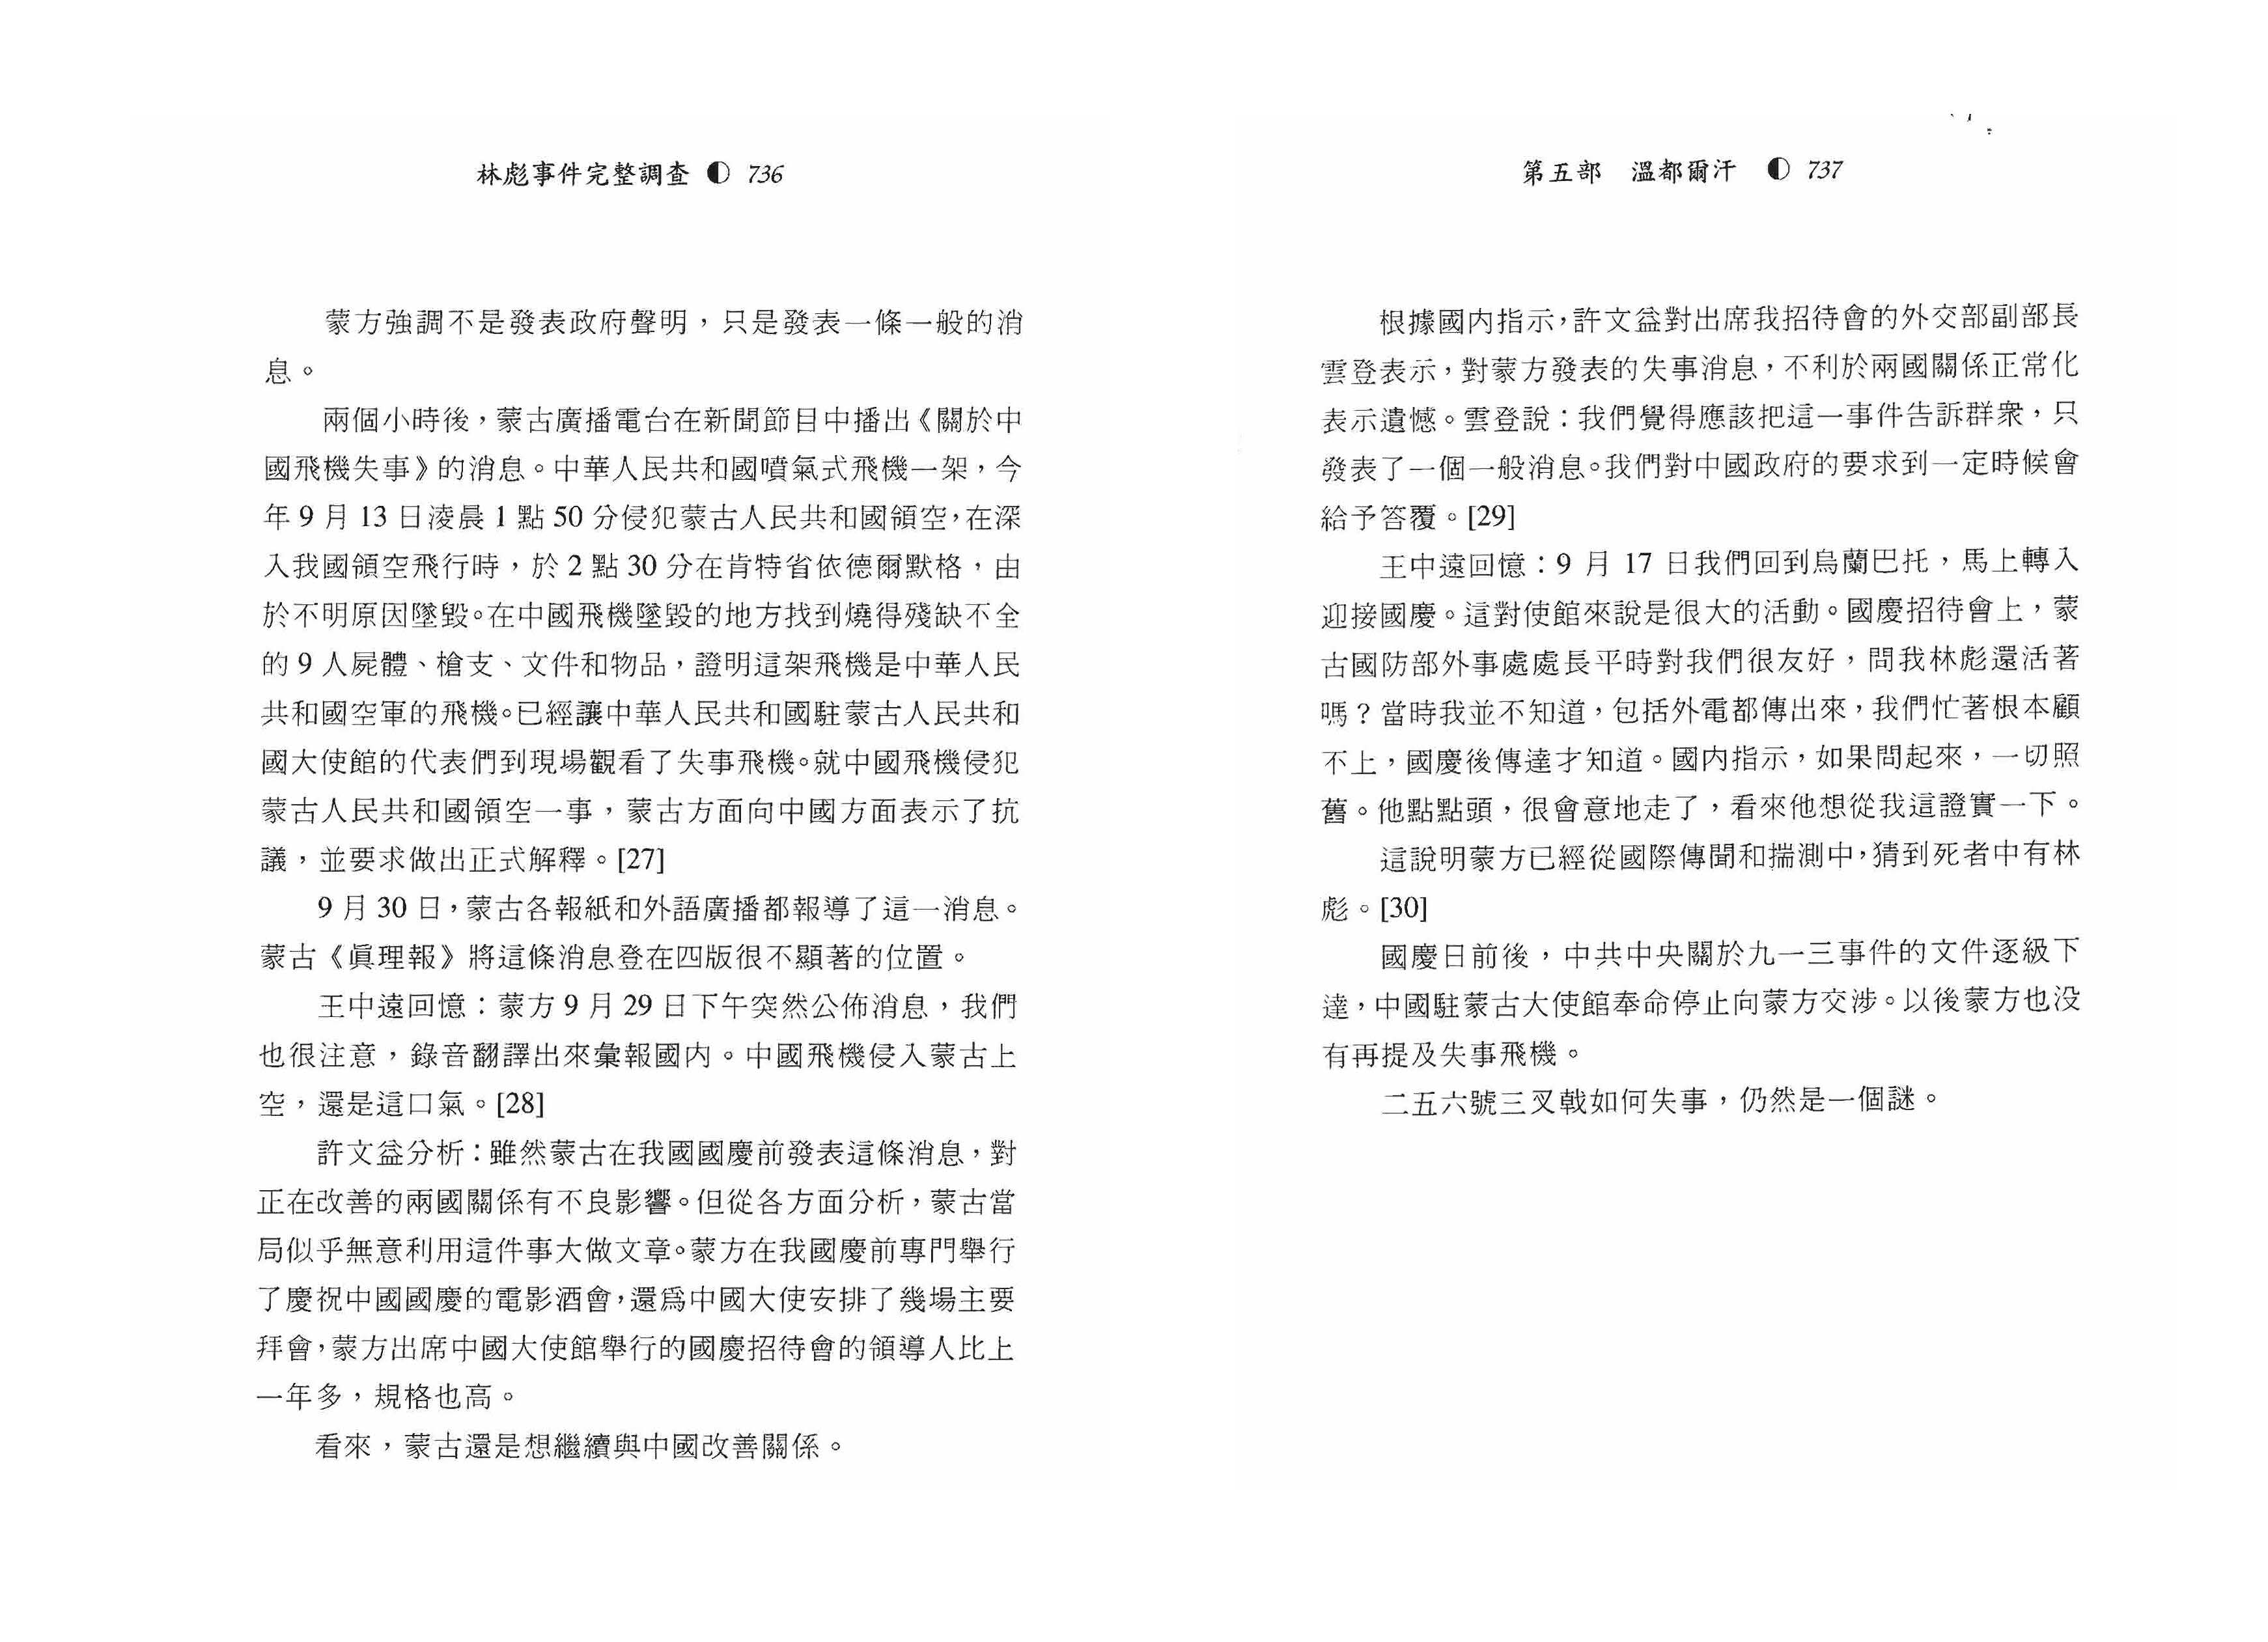 林彪事件完整調查 ◐ 736
蒙方強調不是發表政府聲明，只是發表一條一般的消
息。
兩個小時後，蒙古廣播電台在新聞節目中播出《關於中
國飛機失事》的消息。中華人民共和國噴氣式飛機一架，今
年 9 月 13 日淩晨 1 點 50 分侵犯蒙古人民共和國領空，在深
入我國領空飛行時，於 2 點 30 分在肯特省依德爾默格，由
於不明原因墜毀。在中國飛機墜毀的地方找到燒得殘缺不全
的 9 人屍體、槍支、文件和物品，證明這架飛機是中華人民
共和國空軍的飛機。已經讓中華人民共和國駐蒙古人民共和
國大使館的代表們到現場觀看了失事飛機。就中國飛機侵犯
蒙古人民共和國領空一事，蒙古方面向中國方面表示了抗
議，並要求做出正式解釋。[27]
9 月 30 日，蒙古各報紙和外語廣播都報導了這一消息。
蒙古《眞理報》將這條消息登在四版很不顯著的位置。
王中遠回憶：蒙方 9 月 29 日下午突然公佈消息，我們
也很注意，錄音翻譯出來彙報國內。中國飛機侵入蒙古上
空，還是這口氣。[28]
許文益分析：雖然蒙古在我國國慶前發表這條消息，對
正在改善的兩國關係有不良影響。但從各方面分析，蒙古當
局似乎無意利用這件事大做文章。蒙方在我國慶前專門舉行
了慶祝中國國慶的電影酒會，還爲中國大使安排了幾場主要
拜會，蒙方出席中國大使館舉行的國慶招待會的領導人比上
一年多，規格也高。
看來，蒙古還是想繼續與中國改善關係。
第五部　溫都爾汗 ◐ 737
根據國內指示，許文益對出席我招待會的外交部副部長
雲登表示，對蒙方發表的失事消息，不利於兩國關係正常化
表示遺憾。雲登說：我們覺得應該把這一事件告訴群衆，只
發表了一個一般消息。我們對中國政府的要求到一定時候會
給予答覆。[29]
王中遠回憶：9 月 17 日我們回到烏蘭巴托，馬上轉入
迎接國慶。這對使館來說是很大的活動。國慶招待會上，蒙
古國防部外事處處長平時對我們很友好，問我林彪還活著
嗎？當時我並不知道，包括外電都傳出來，我們忙著根本顧
不上，國慶後傳達才知道。國內指示，如果問起來，一切照
舊。他點點頭，很會意地走了，看來他想從我這證實一下。
這說明蒙方已經從國際傳聞和揣測中，猜到死者中有林
彪。[30]
國慶日前後，中共中央關於九一三事件的文件逐級下
達，中國駐蒙古大使館奉命停止向蒙方交涉。以後蒙方也没
有再提及失事飛機。
二五六號三叉戟如何失事，仍然是一個謎。